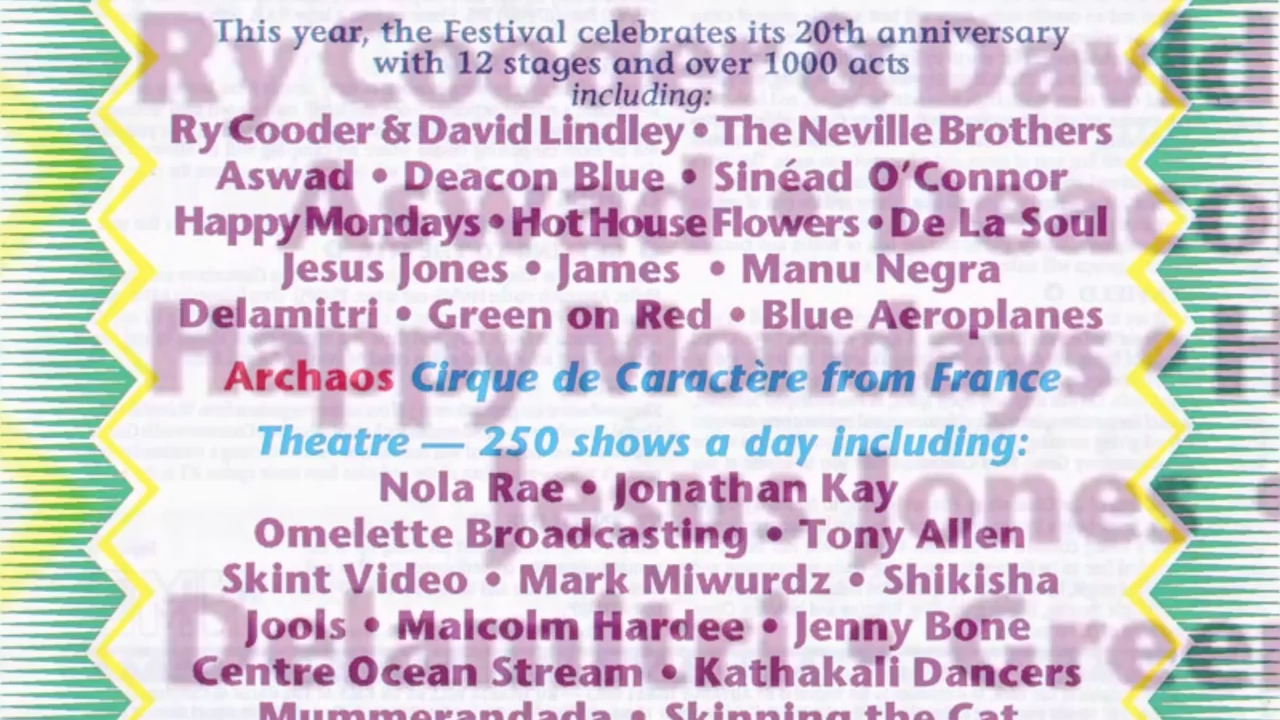 This year, the Festival celebrates its 20th anniversary
with 12 stages and over 1000 acts
including:
Ry Cooder & David Lindley • The Neville Brothers
Aswad • Deacon Blue • Sinéad O'Connor
Happy Mondays • Hot House Flowers • De La Soul
Jesus Jones • James • Manu Negra
Delamitri • Green on Red • Blue Aeroplanes
Archaos Cirque de Caractère from France
Theatre — 250 shows a day including:
Nola Rae • Jonathan Kay
Omelette Broadcasting • Tony Allen
Skint Video • Mark Miwurdz • Shikisha
Jools • Malcolm Hardee • Jenny Bone
Centre Ocean Stream • Kathakali Dancers
Mummerandada • Skinning the Cat